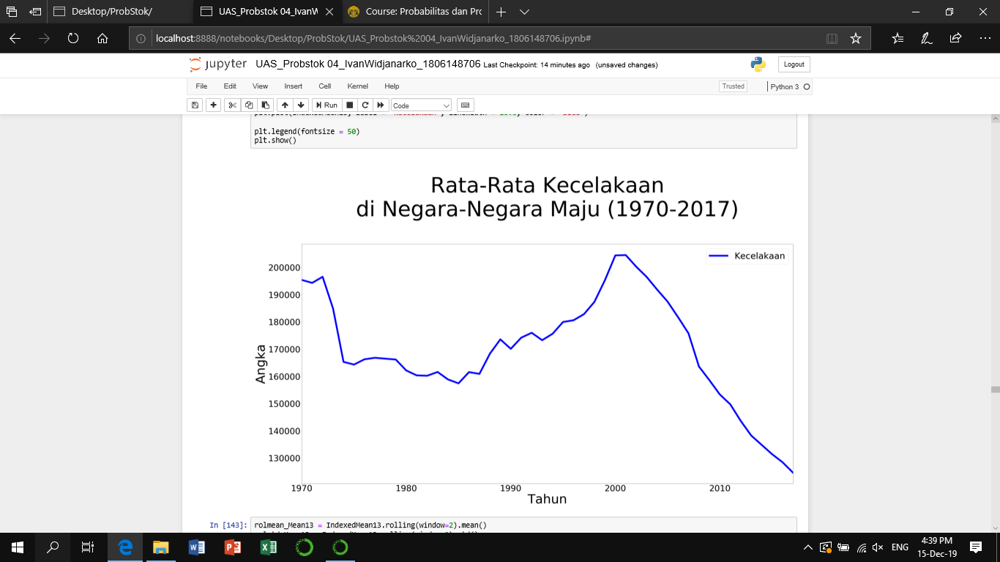 Desktop/ProbStok/
UAS_Probstok 04_IvanW
Course: Probabilitas dan Pro
localhost:8888/notebooks/Desktop/ProbStok/UAS_Probstok%2004_IvanWidjanarko_1806148706.ipynb#
jupyter UAS_Probstok 04_IvanWidjanarko_1806148706 Last Checkpoint: 14 minutes ago (unsaved changes)
Logout
File Edit View Insert Cell Kernel Help
Trusted
Python 3
Run
Code
plt.legend(fontsize = 50)
plt.show()
Rata-Rata Kecelakaan
di Negara-Negara Maju (1970-2017)
Kecelakaan
200000
190000
180000
170000
160000
150000
140000
130000
Angka
1970 1980 1990 2000 2010
Tahun
In [143]: rolmean_Mean13 = IndexedMean13.rolling(window=2).mean()
ENG
4:39 PM
15-Dec-19